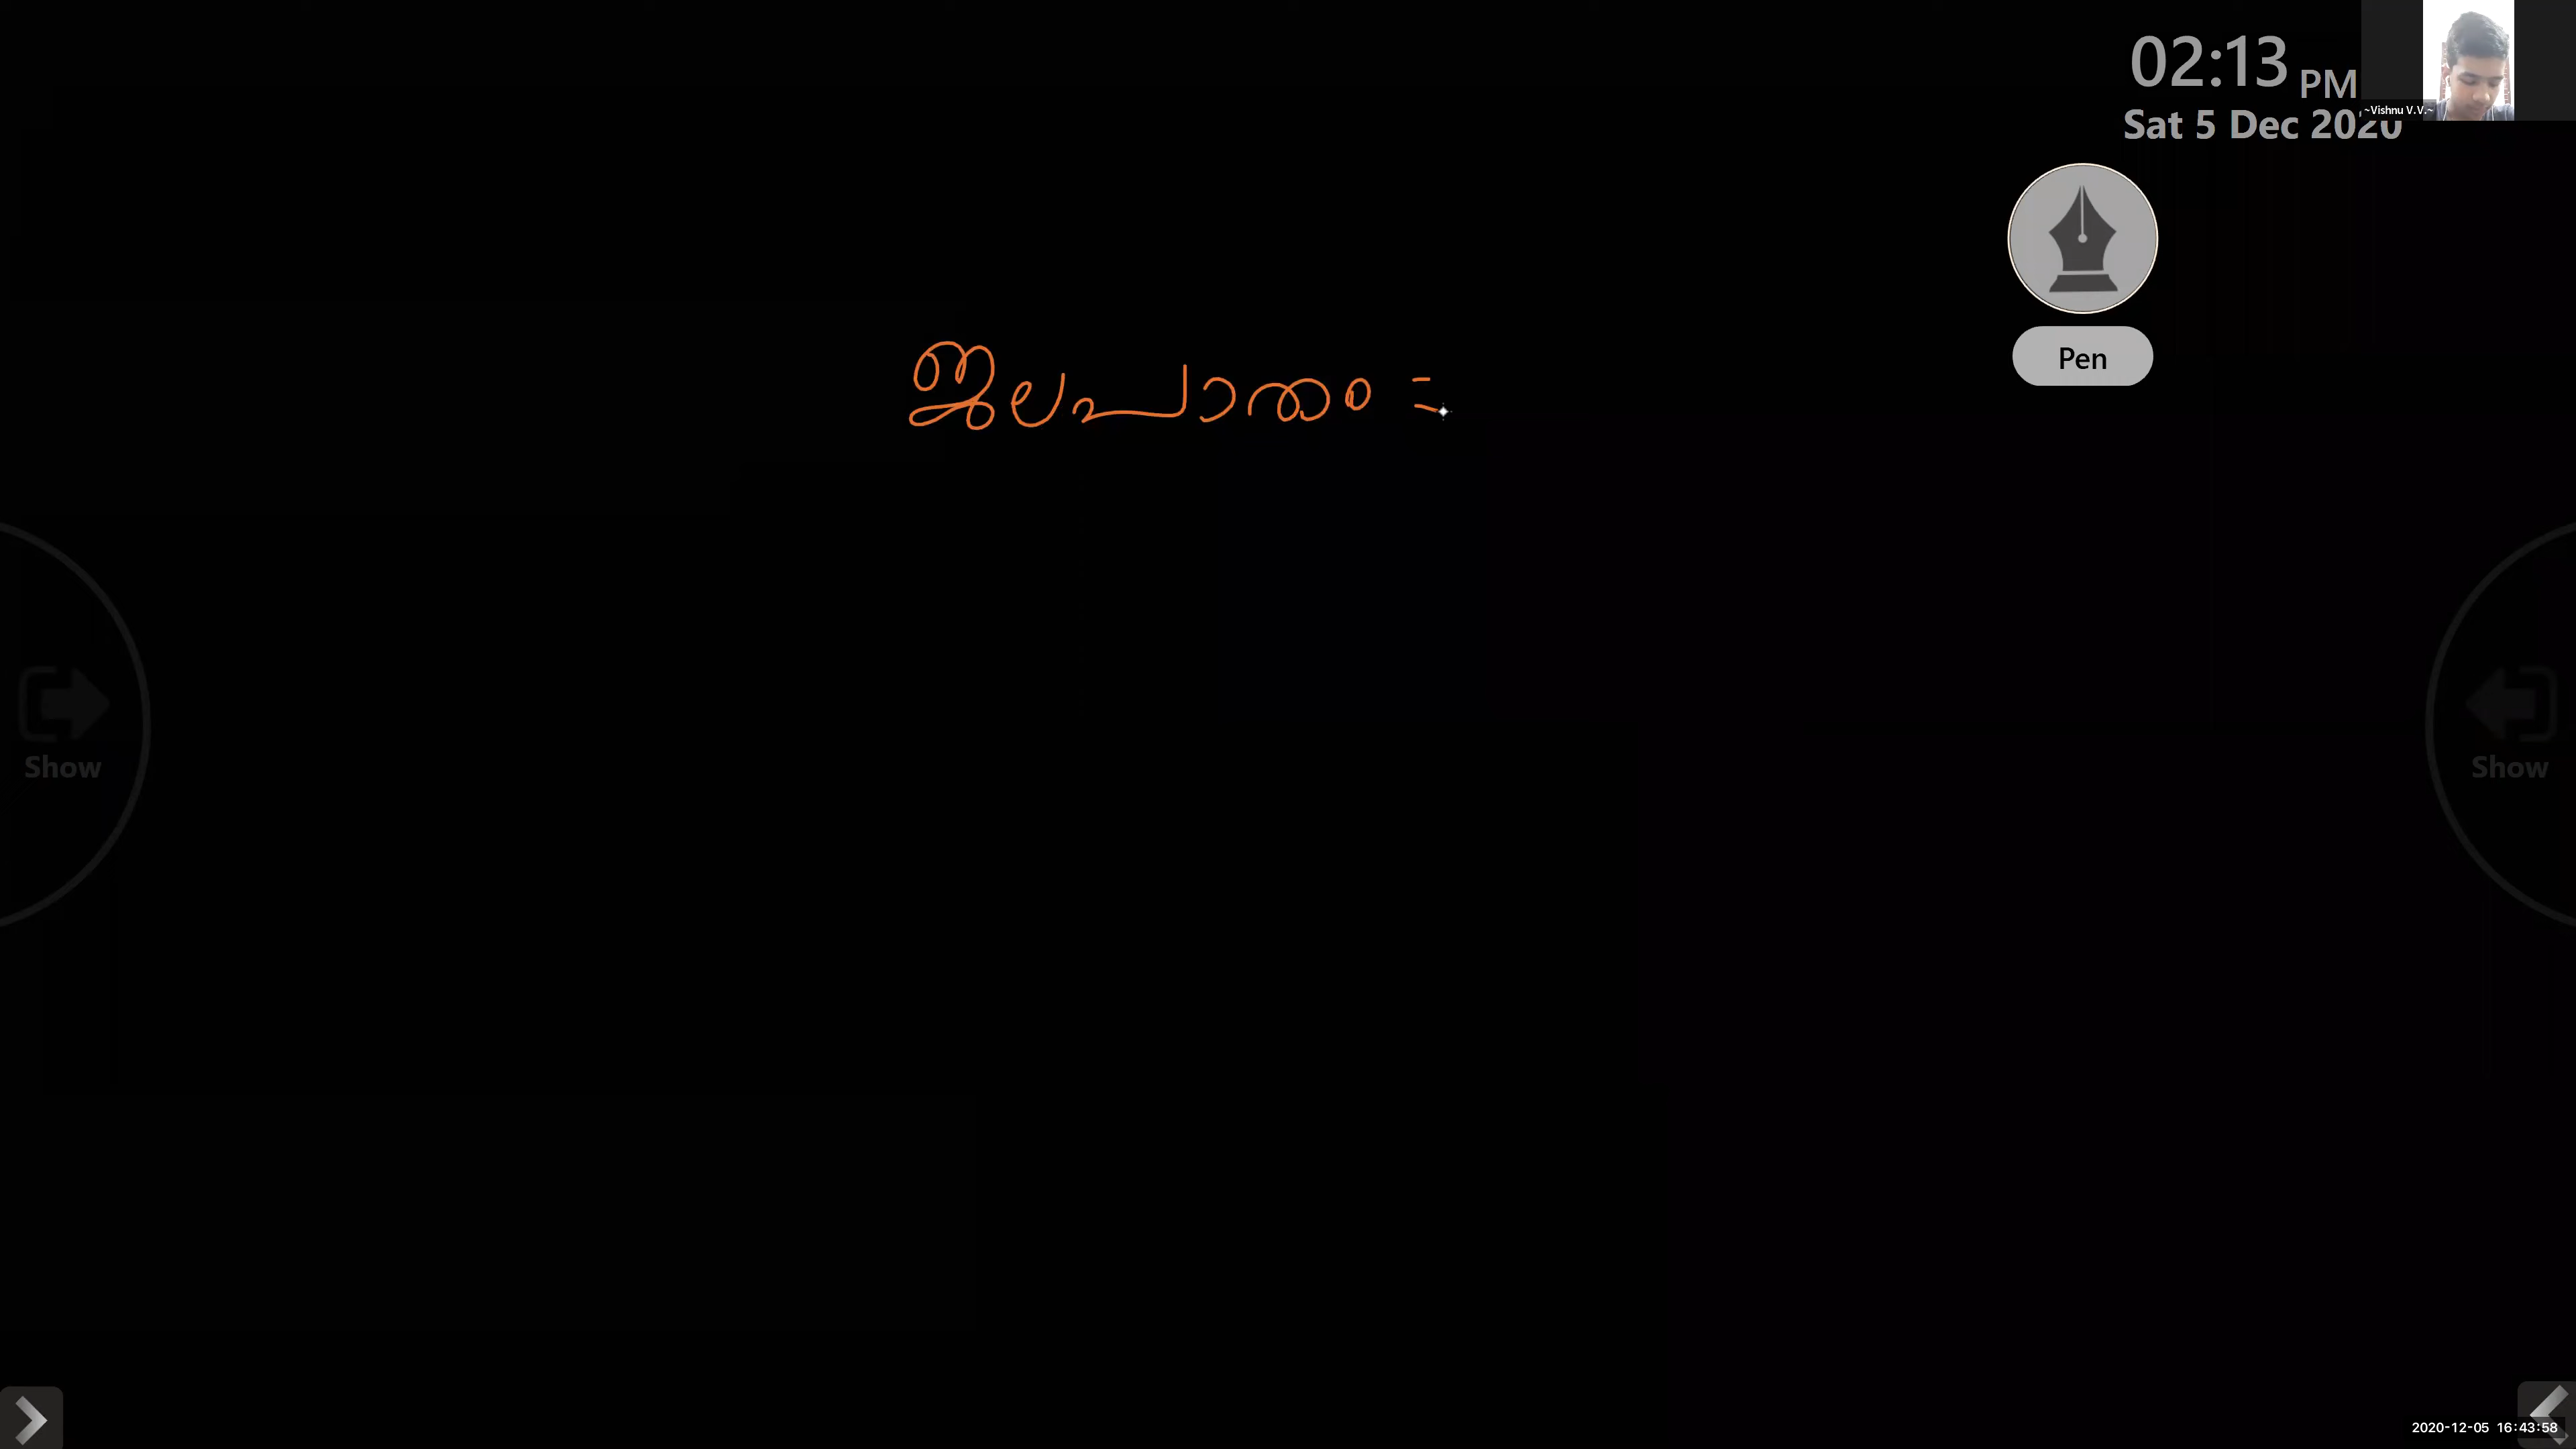 02:13 PM
~Vishnu V.V.~
Sat 5 Dec 2020
Pen
ജലപാതം =
Show
Show
2020-12-05 16:43:58